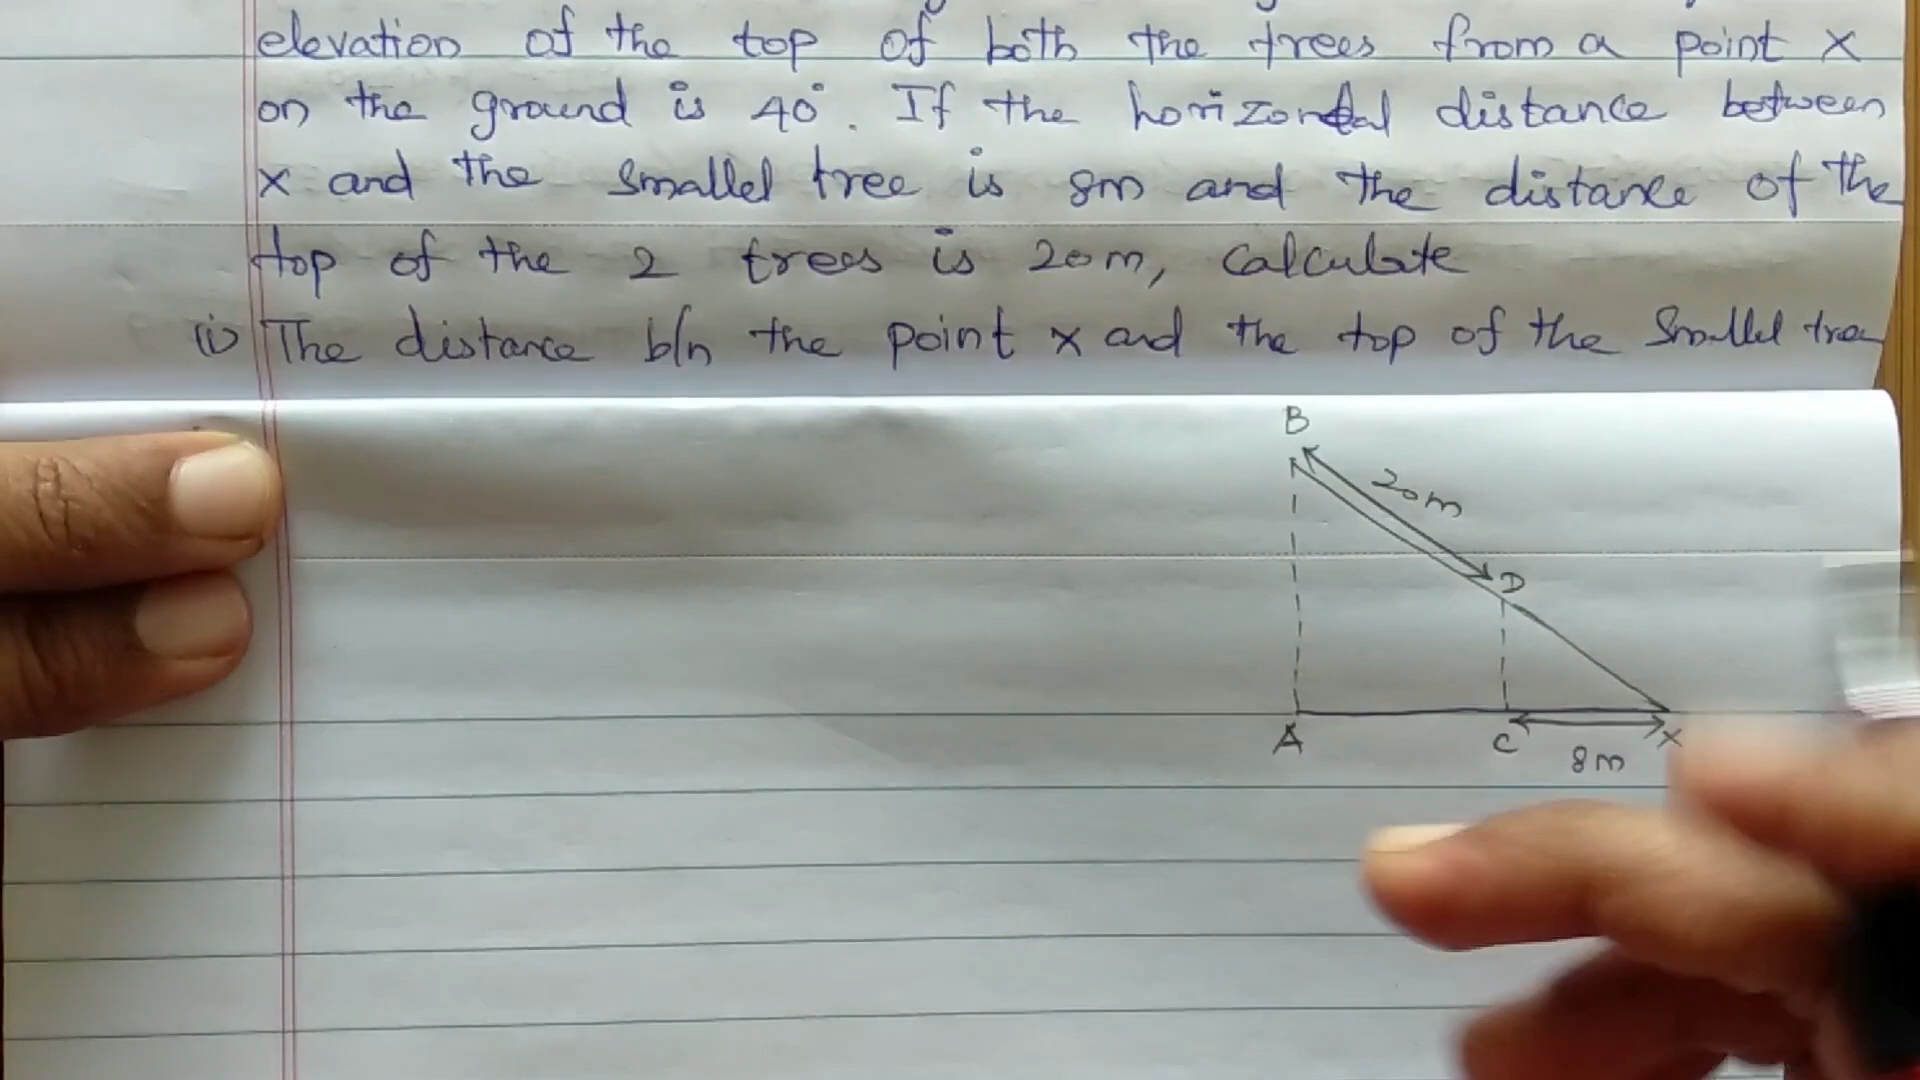 elevation of the top of both the trees from a point x
on the ground is 40°. If the horizontal distance between
x and the smaller tree is 8m and the distance of the
top of the 2 trees is 20m, calculate
(i) The distance b/n the point x and the top of the smaller tree
B
20m
D
A
C
x
8m